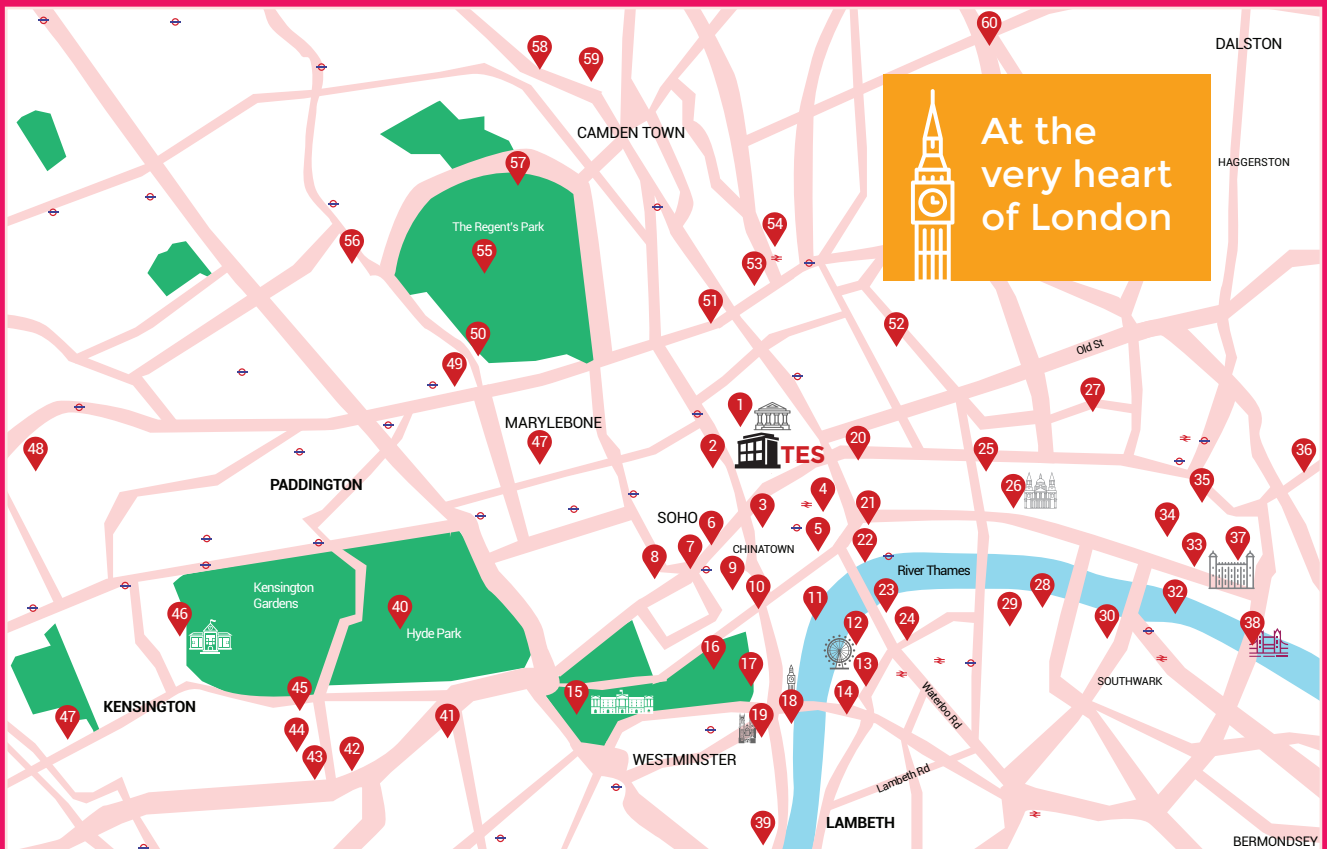 60
DALSTON
58
59
At the
very heart
of London
CAMDEN TOWN
HAGGERSTON
57
The Regent's Park
54
56
55
53
51
52
50
Old St
49
27
1
MARYLEBONE
47
2
TES
20
25
48
36
PADDINGTON
26
35
4
3
21
SOHO
6
34
5
7
CHINATOWN
22
33
37
8
9
River Thames
Kensington
Gardens
10
28
11
23
32
29
40
46
Hyde Park
12
24
30
38
16
17
13
SOUTHWARK
45
15
14
18
Waterloo Rd
KENSINGTON
47
41
19
44
43
42
WESTMINSTER
Lambeth Rd
39
LAMBETH
BERMONDSEY